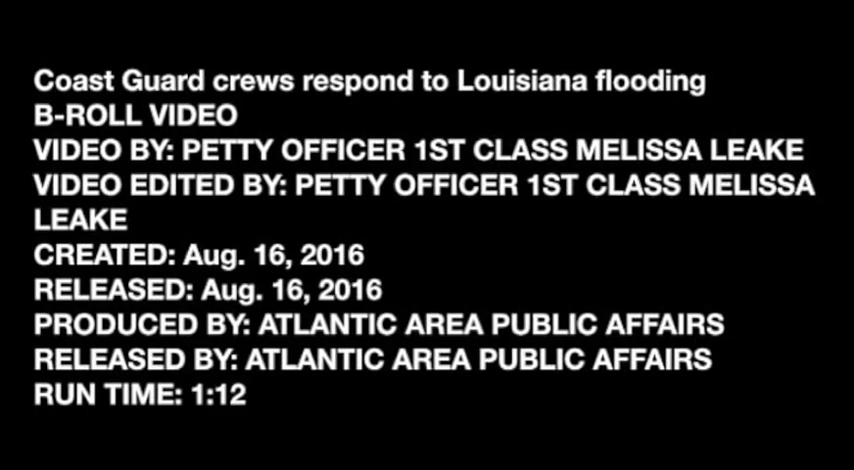 Coast Guard crews respond to Louisiana flooding
B-ROLL VIDEO
VIDEO BY: PETTY OFFICER 1ST CLASS MELISSA LEAKE
VIDEO EDITED BY: PETTY OFFICER 1ST CLASS MELISSA
LEAKE
CREATED: Aug. 16, 2016
RELEASED: Aug. 16, 2016
PRODUCED BY: ATLANTIC AREA PUBLIC AFFAIRS
RELEASED BY: ATLANTIC AREA PUBLIC AFFAIRS
RUN TIME: 1:12